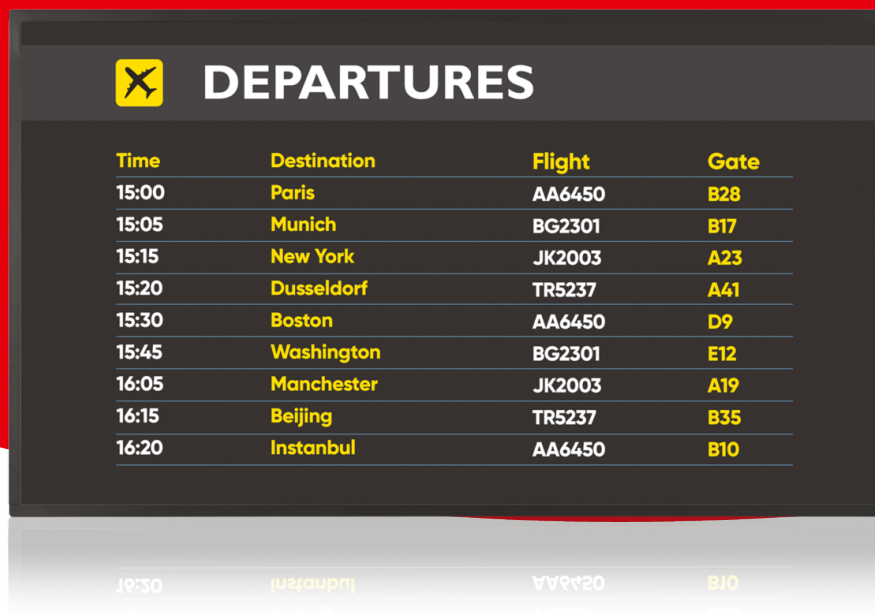 DEPARTURES
Time Destination Flight Gate
15:00 Paris AA6450 B28
15:05 Munich BG2301 B17
15:15 New York JK2003 A23
15:20 Dusseldorf TR5237 A41
15:30 Boston AA6450 D9
15:45 Washington BG2301 E12
16:05 Manchester JK2003 A19
16:15 Beijing TR5237 B35
16:20 Instanbul AA6450 B10